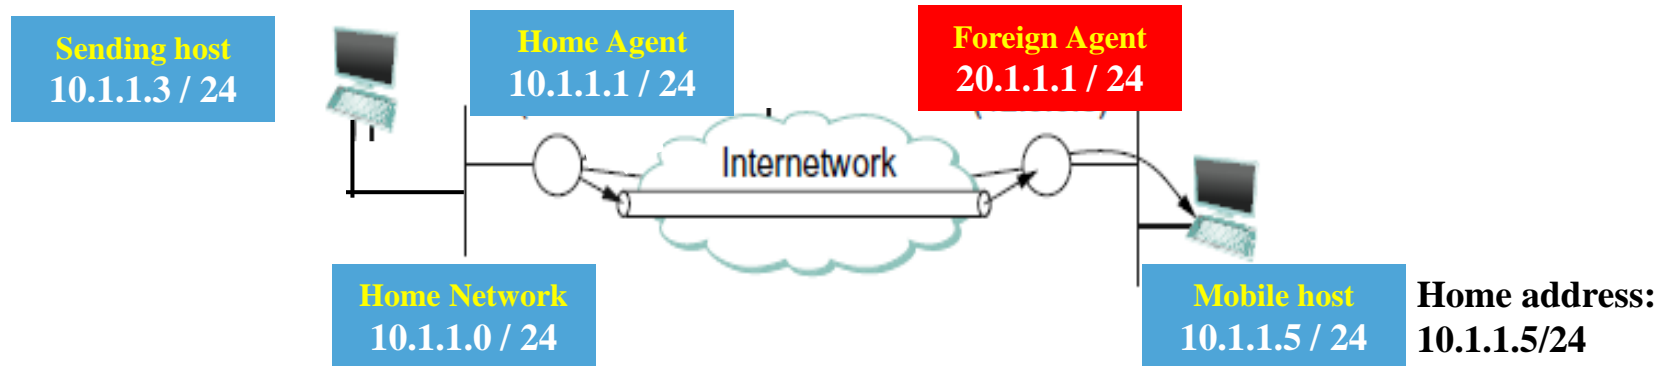 Sending host
10.1.1.3 / 24
Home Agent
10.1.1.1 / 24
Foreign Agent
20.1.1.1 / 24
Internetwork
Home Network
10.1.1.0 / 24
Mobile host
10.1.1.5 / 24
Home address:
10.1.1.5/24